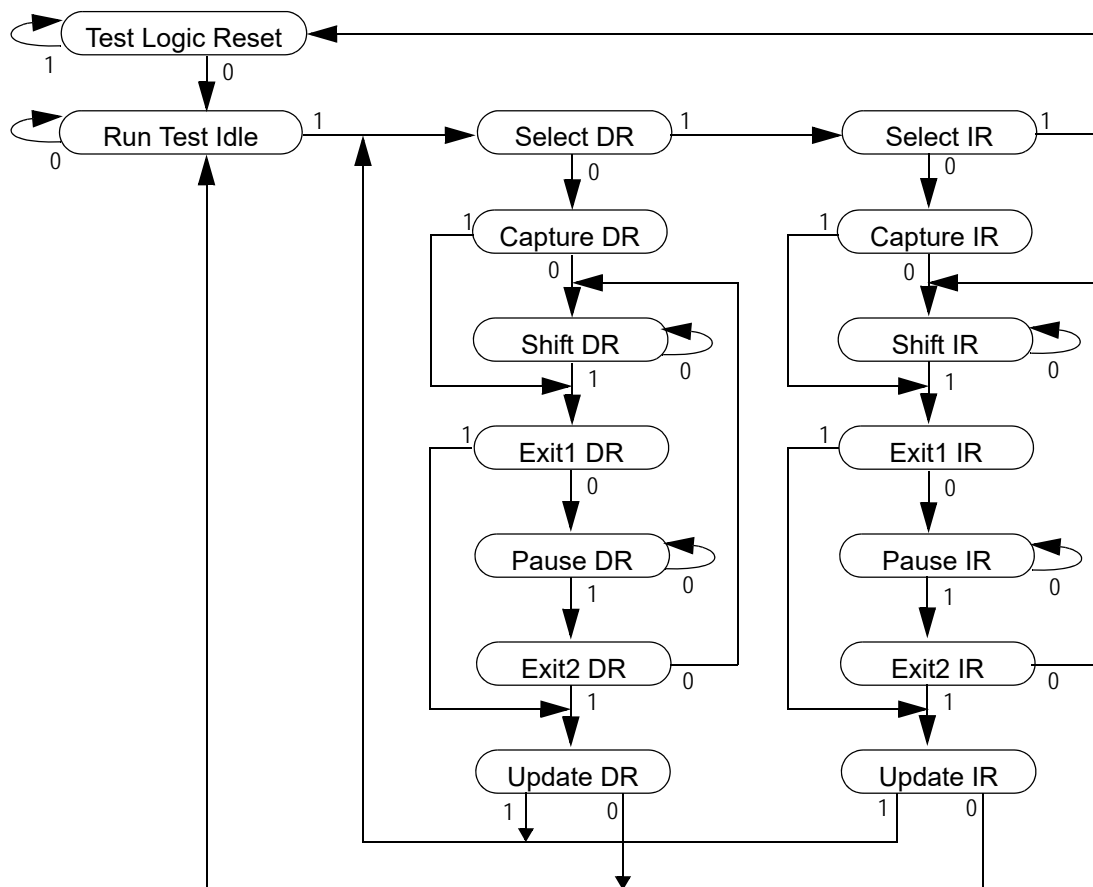 Test Logic Reset
1
0
Run Test Idle
0
1
Select DR
1
0
Select IR
1
0
1
Capture DR
0
1
Capture IR
0
Shift DR
0
1
Shift IR
0
1
1
Exit1 DR
0
1
Exit1 IR
0
Pause DR
0
1
Pause IR
0
1
Exit2 DR
0
1
Exit2 IR
0
1
Update DR
1
0
Update IR
1
0